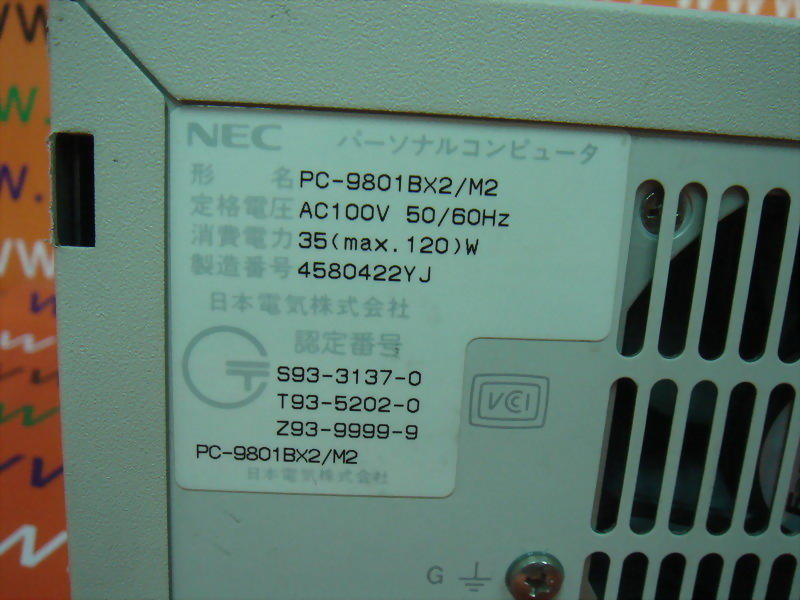 NEC パーソナルコンピュータ
形名 PC-9801BX2/M2
定格電圧 AC100V 50/60Hz
消費電力 35(max.120)W
製造番号 4580422YJ
日本電気株式会社
認定番号
S93-3137-0
T93-5202-0
Z93-9999-9
PC-9801BX2/M2
日本電気株式会社
VCCI
G